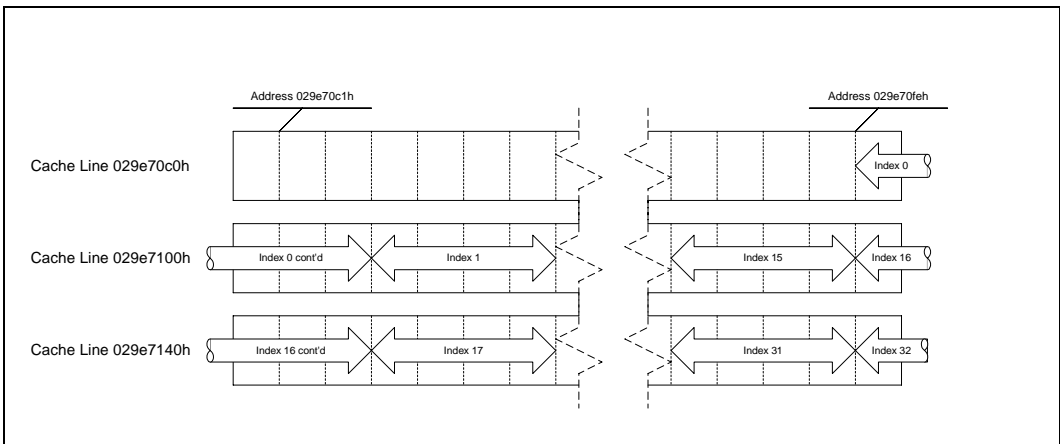 Address 029e70c1h
Address 029e70feh
Cache Line 029e70c0h
Index 0
Cache Line 029e7100h
Index 0 cont'd
Index 1
Index 15
Index 16
Cache Line 029e7140h
Index 16 cont'd
Index 17
Index 31
Index 32